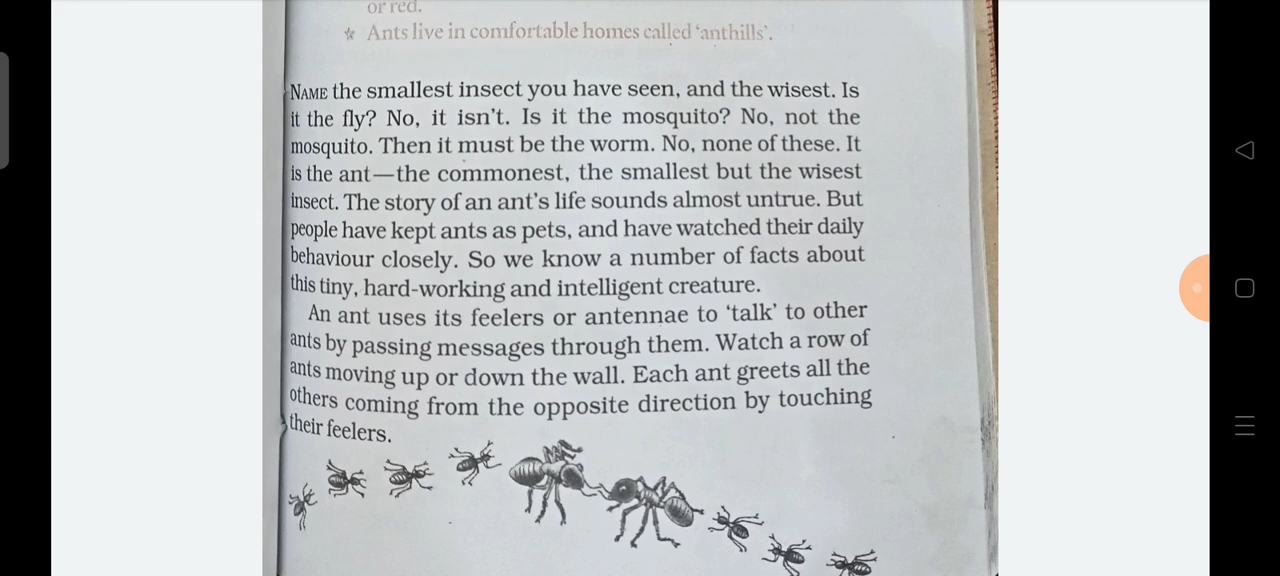 or red.
☆ Ants live in comfortable homes called ‘anthills’.
NAME the smallest insect you have seen, and the wisest. Is
it the fly? No, it isn’t. Is it the mosquito? No, not the
mosquito. Then it must be the worm. No, none of these. It
is the ant—the commonest, the smallest but the wisest
insect. The story of an ant’s life sounds almost untrue. But
people have kept ants as pets, and have watched their daily
behaviour closely. So we know a number of facts about
this tiny, hard-working and intelligent creature.
An ant uses its feelers or antennae to ‘talk’ to other
ants by passing messages through them. Watch a row of
ants moving up or down the wall. Each ant greets all the
others coming from the opposite direction by touching
their feelers.